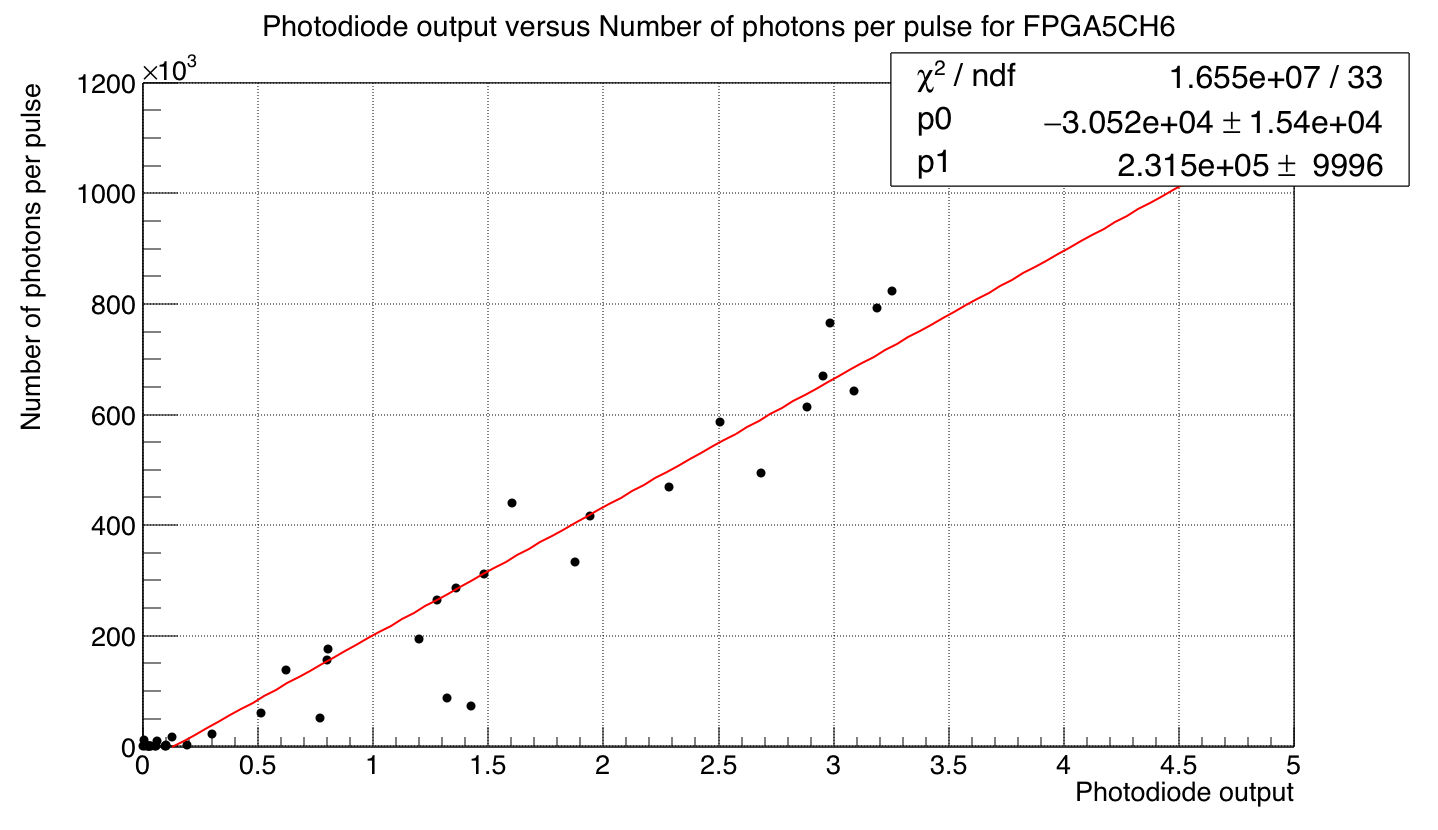 Photodiode output versus Number of photons per pulse for FPGA5CH6
×10³
χ² / ndf 1.655e+07 / 33
p0 −3.052e+04 ± 1.54e+04
p1 2.315e+05 ± 9996
Number of photons per pulse
1200
1000
800
600
400
200
0
0 0.5 1 1.5 2 2.5 3 3.5 4 4.5 5
Photodiode output